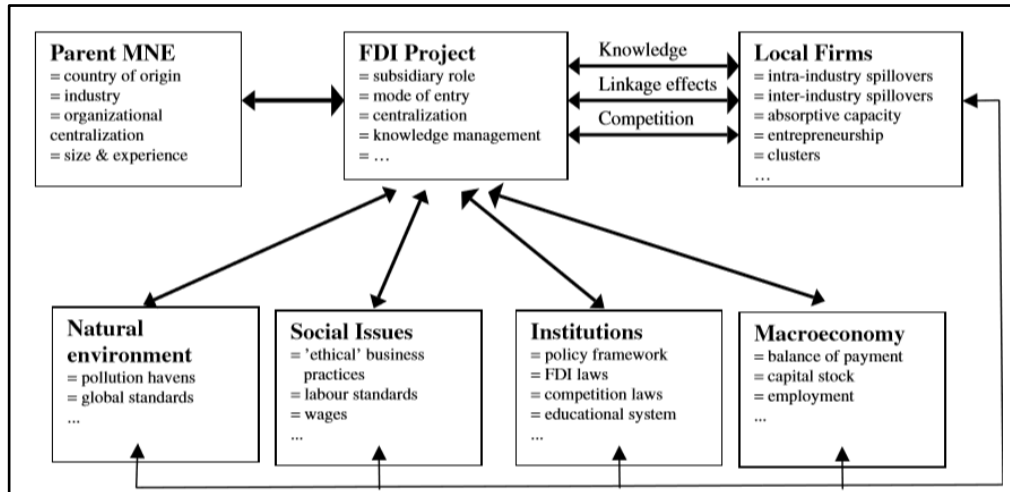 Parent MNE
= country of origin
= industry
= organizational
centralization
= size & experience
FDI Project
= subsidiary role
= mode of entry
= centralization
= knowledge management
= ...
Knowledge
Linkage effects
Competition
Local Firms
= intra-industry spillovers
= inter-industry spillovers
= absorptive capacity
= entrepreneurship
= clusters
...
Natural
environment
= pollution havens
= global standards
...
Social Issues
= 'ethical' business
practices
= labour standards
= wages
...
Institutions
= policy framework
= FDI laws
= competition laws
= educational system
...
Macroeconomy
= balance of payment
= capital stock
= employment
...